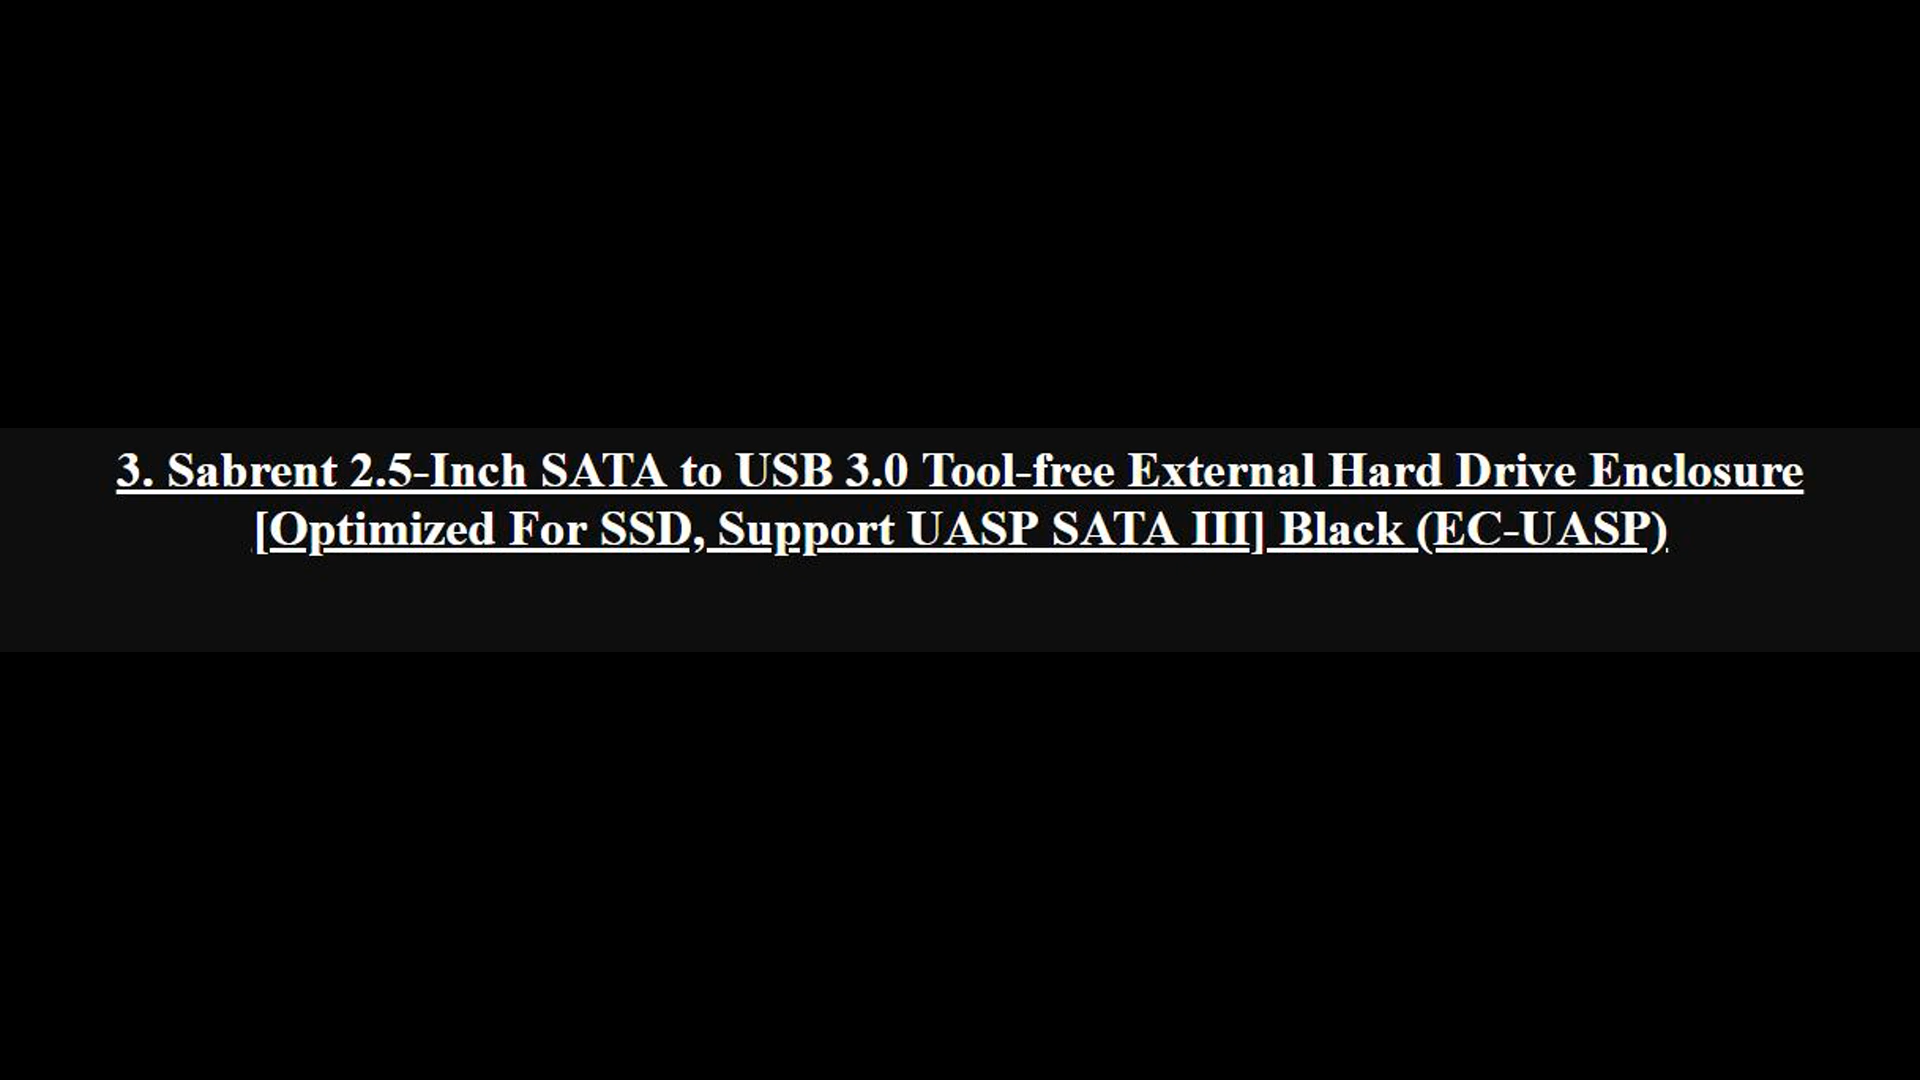 3. Sabrent 2.5-Inch SATA to USB 3.0 Tool-free External Hard Drive Enclosure
[Optimized For SSD, Support UASP SATA III] Black (EC-UASP)